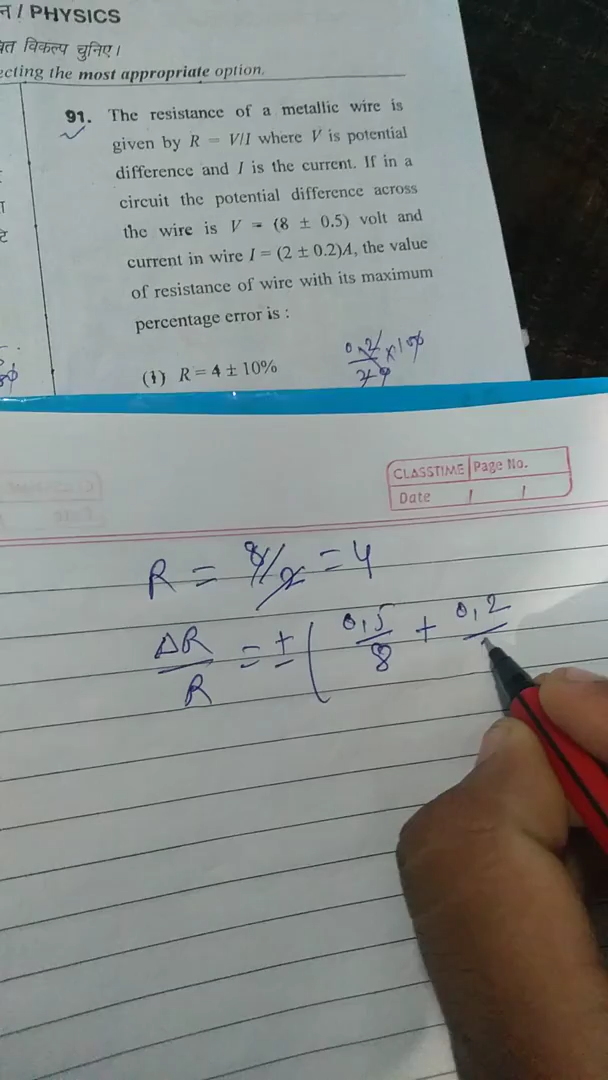 / PHYSICS
विकल्प चुनिए।
the most appropriate option.
91. The resistance of a metallic wire is
given by R = V/I where V is potential
difference and I is the current. If in a
circuit the potential difference across
the wire is V = (8 ± 0.5) volt and
current in wire I = (2 ± 0.2)A, the value
of resistance of wire with its maximum
percentage error is :
(1) R = 4 ± 10%
CLASSTIME Page No.
Date / /
R = 8/2 = 4
ΔR/R = ± ( 0.5/8 + 0.2/